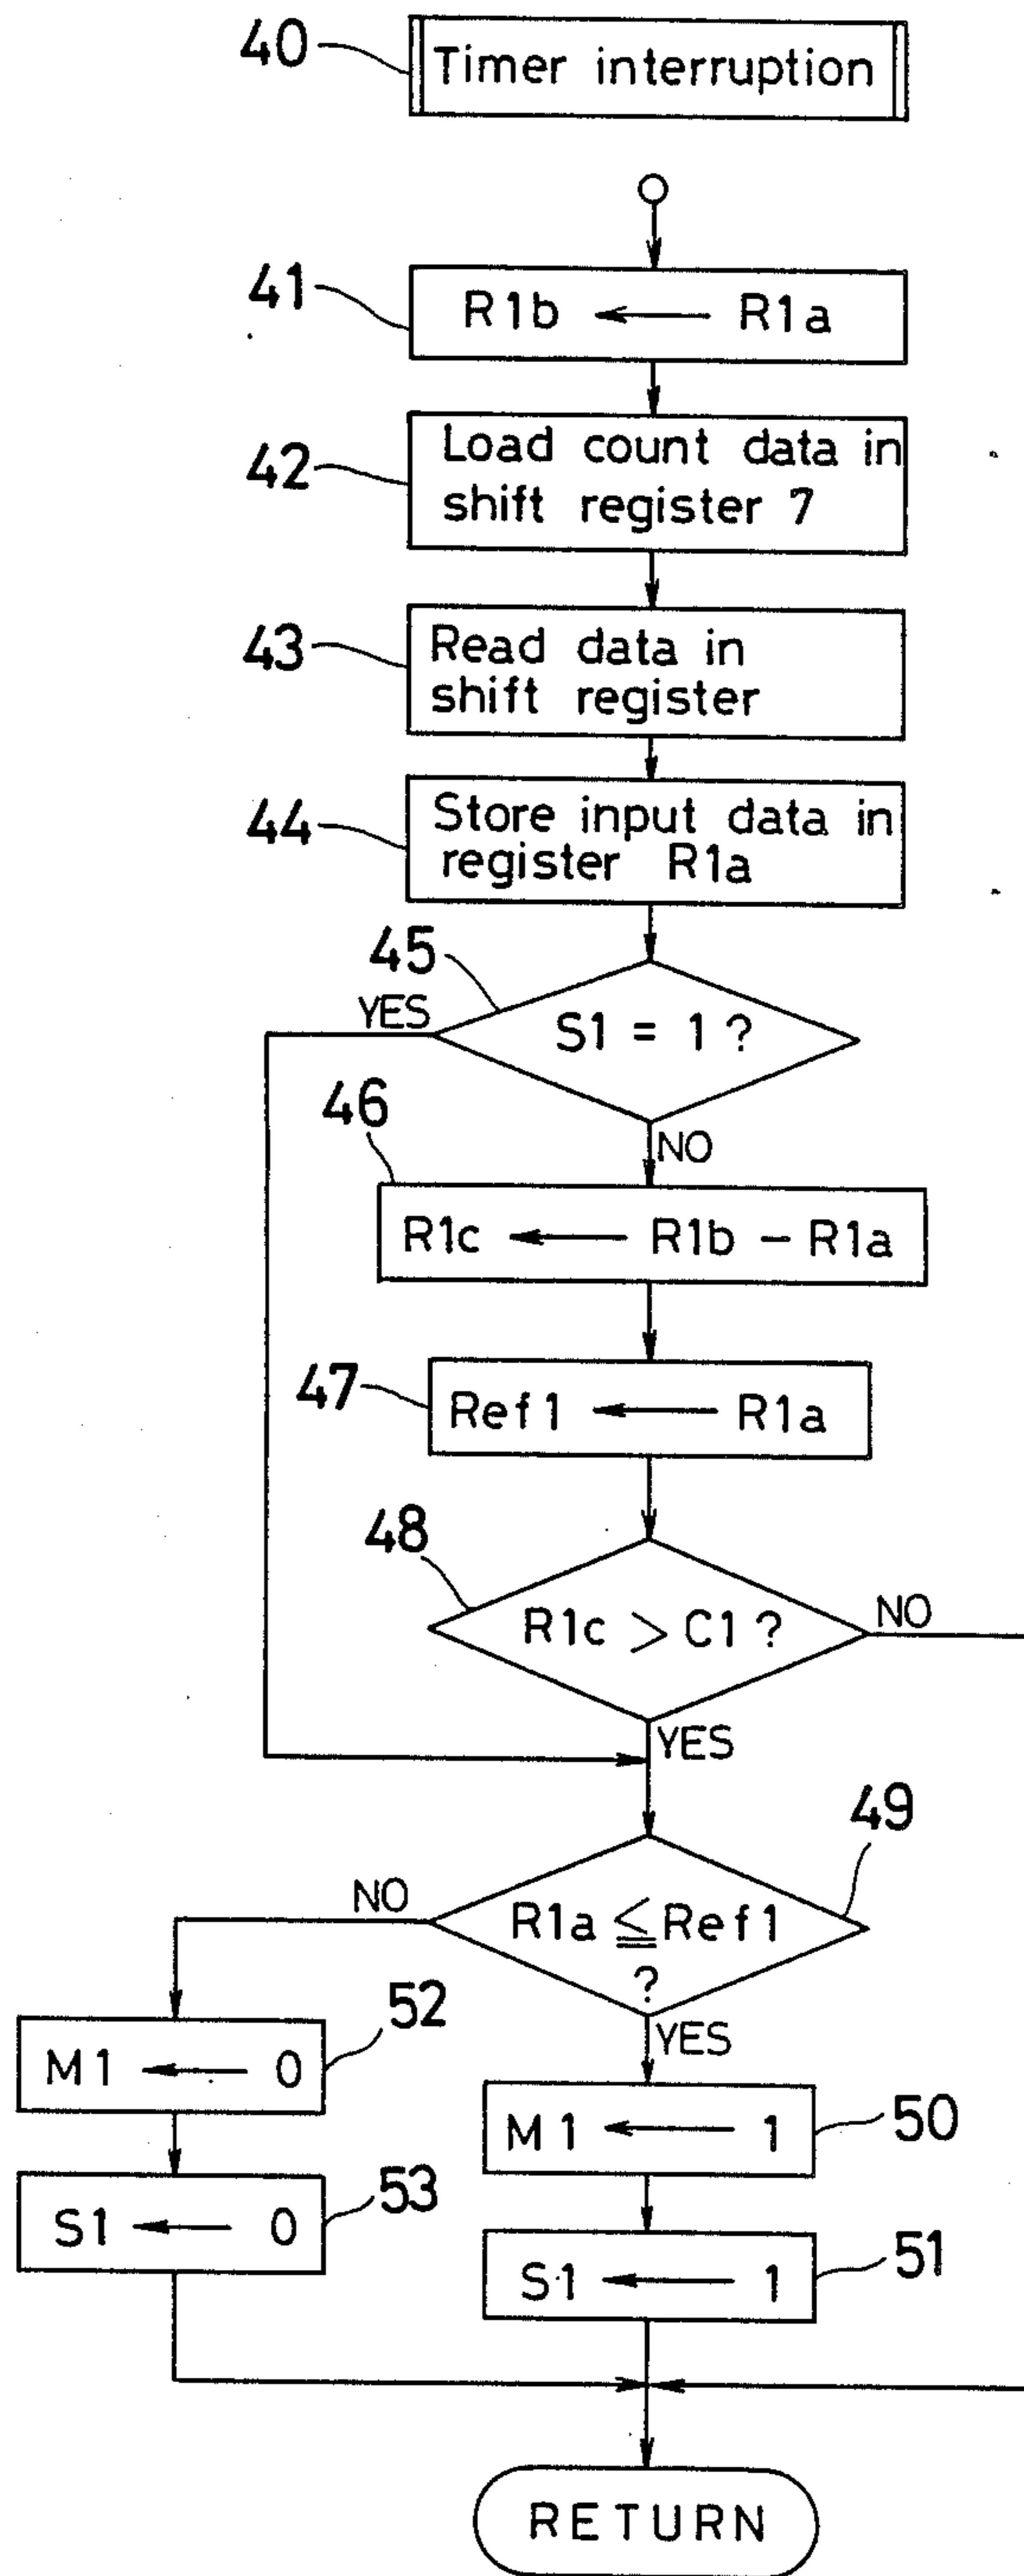 40
Timer interruption
41
R1b ← R1a
42
Load count data in
shift register 7
43
Read data in
shift register
44
Store input data in
register R1a
45
YES
S1 = 1 ?
46
NO
R1c ← R1b - R1a
47
Ref1 ← R1a
48
R1c > C1 ?
NO
YES
49
NO
R1a ≦ Ref1
?
YES
52
M1 ← 0
M1 ← 1
50
53
S1 ← 0
S1 ← 1
51
RETURN